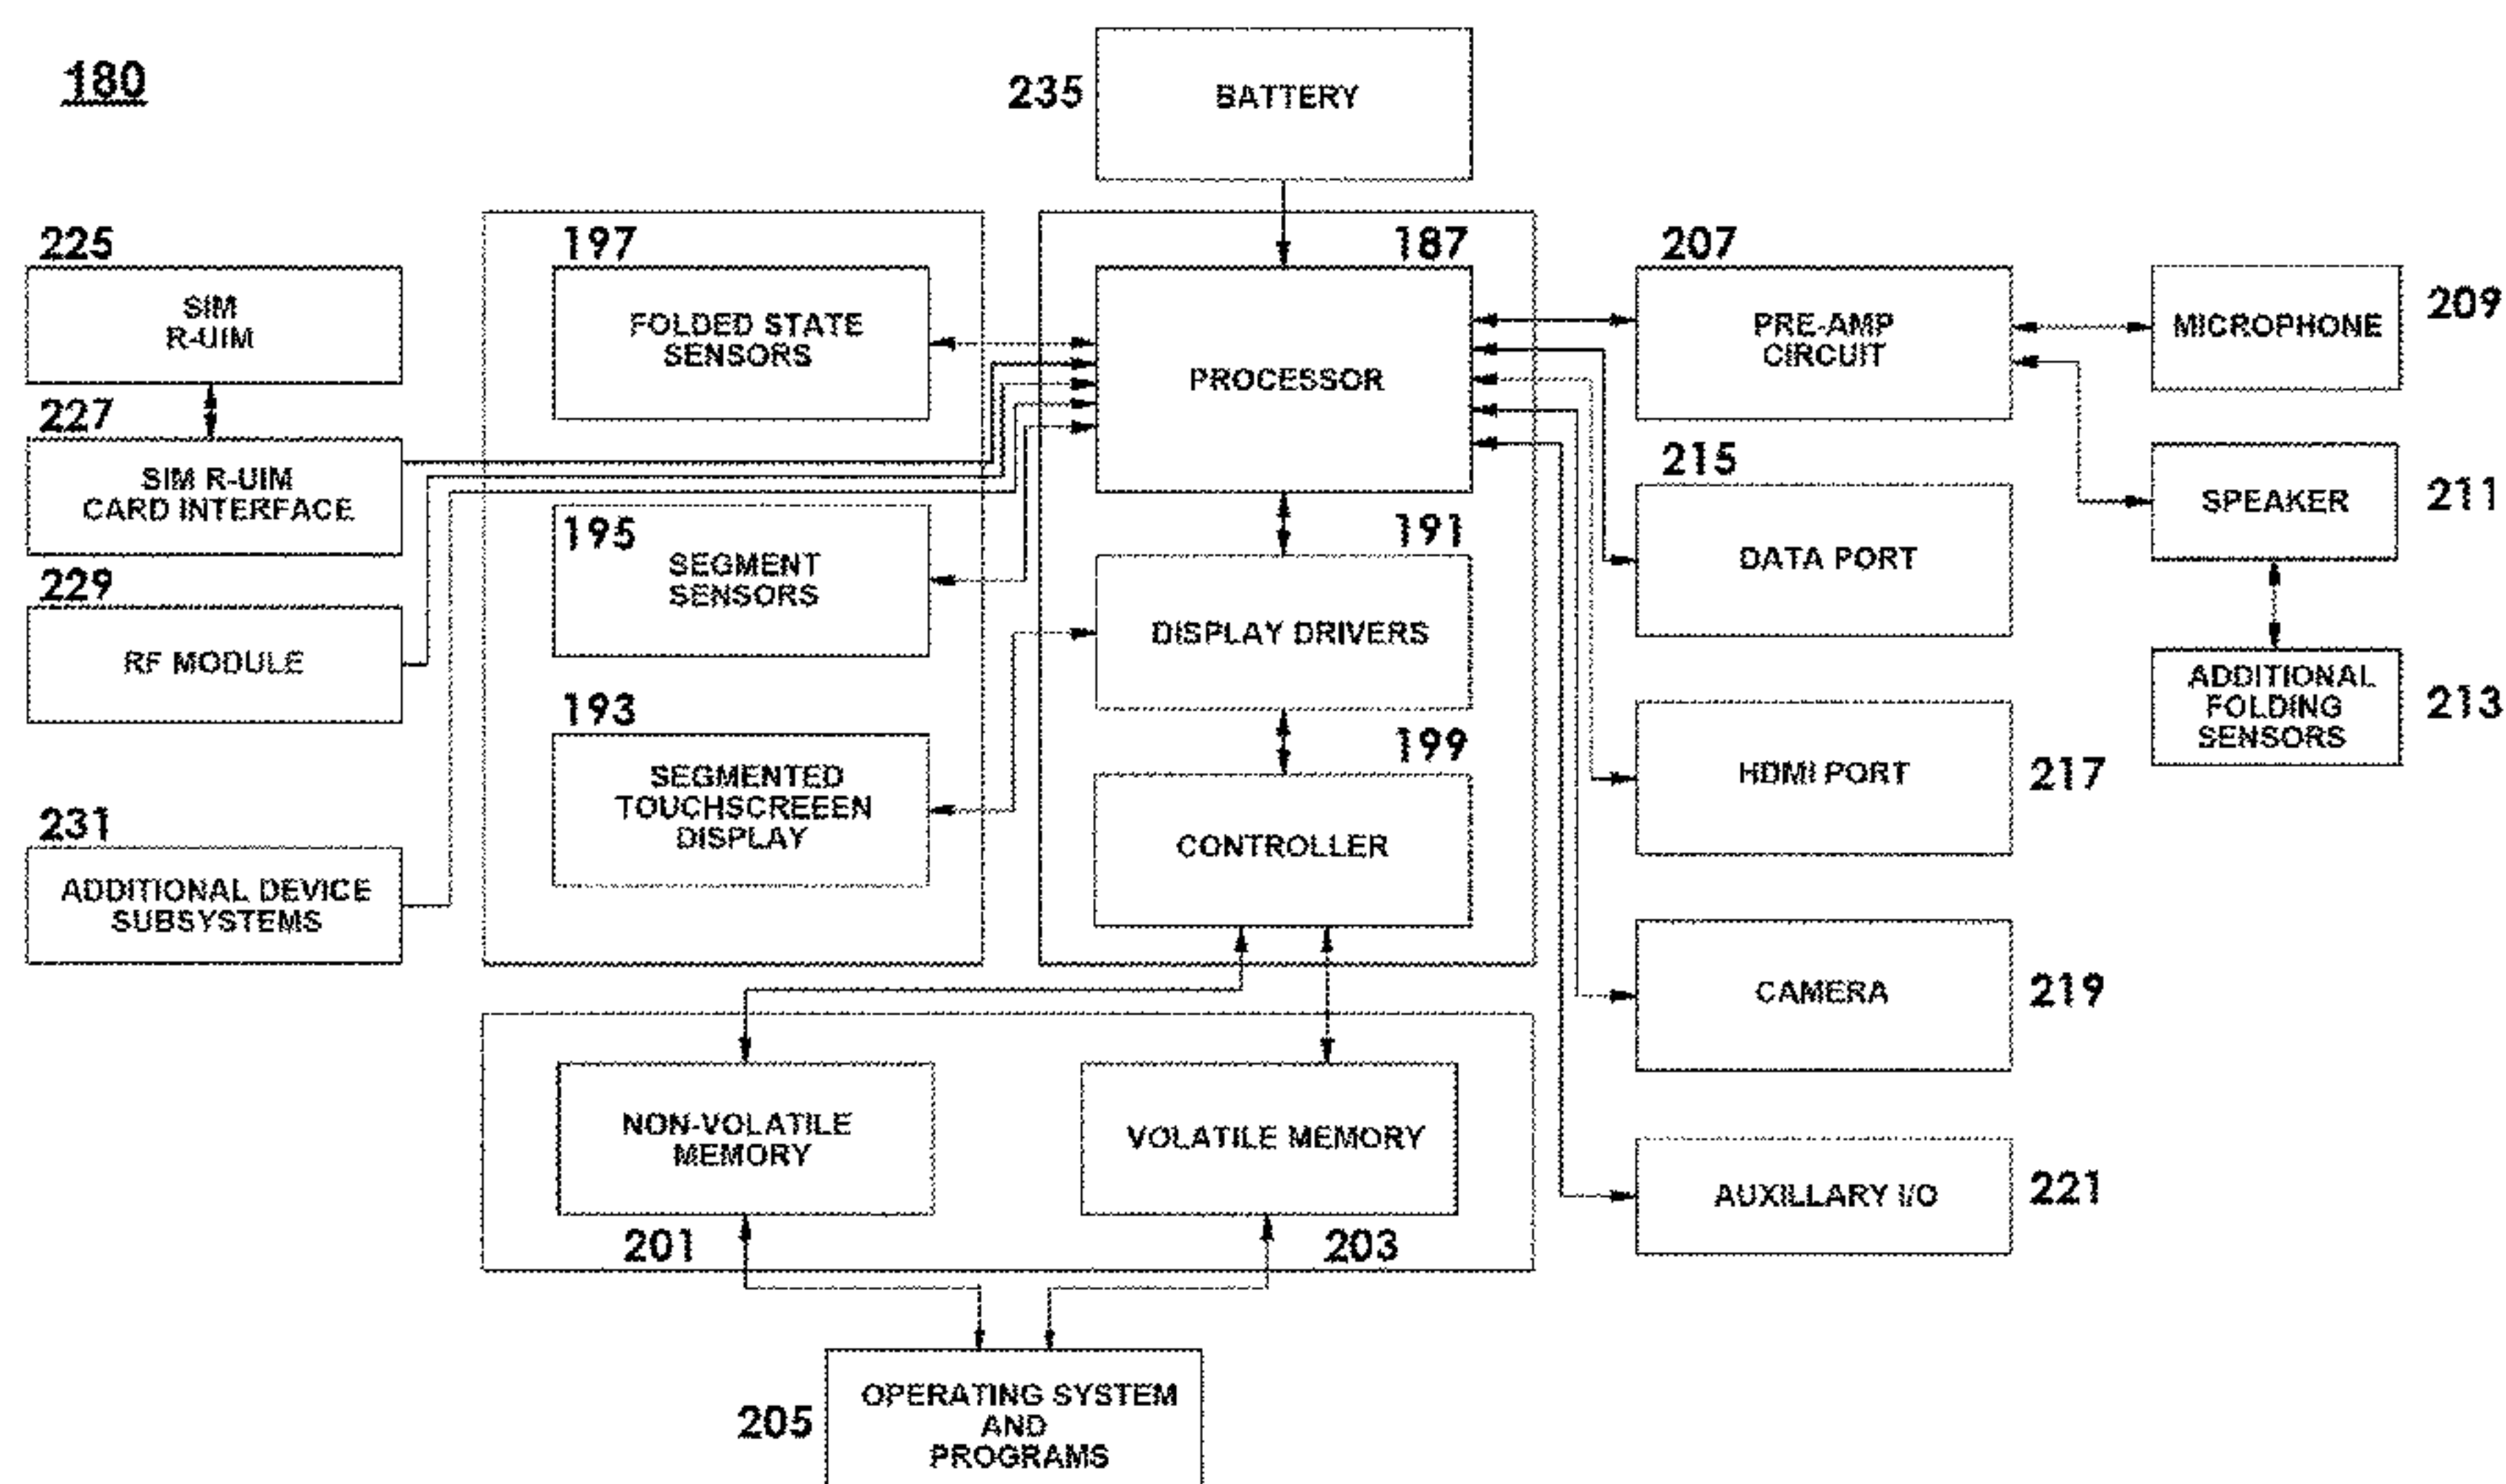 180
235
BATTERY
225
SIM
R-UIM
227
SIM R-UIM
CARD INTERFACE
229
RF MODULE
231
ADDITIONAL DEVICE
SUBSYSTEMS
197
FOLDED STATE
SENSORS
195
SEGMENT
SENSORS
193
SEGMENTED
TOUCHSCREEEN
DISPLAY
187
PROCESSOR
191
DISPLAY DRIVERS
199
CONTROLLER
207
PRE-AMP
CIRCUIT
215
DATA PORT
HDMI PORT
217
CAMERA
219
AUXILLARY I/O
221
MICROPHONE
209
SPEAKER
211
ADDITIONAL
FOLDING
SENSORS
213
NON-VOLATILE
MEMORY
201
VOLATILE MEMORY
203
205
OPERATING SYSTEM
AND
PROGRAMS